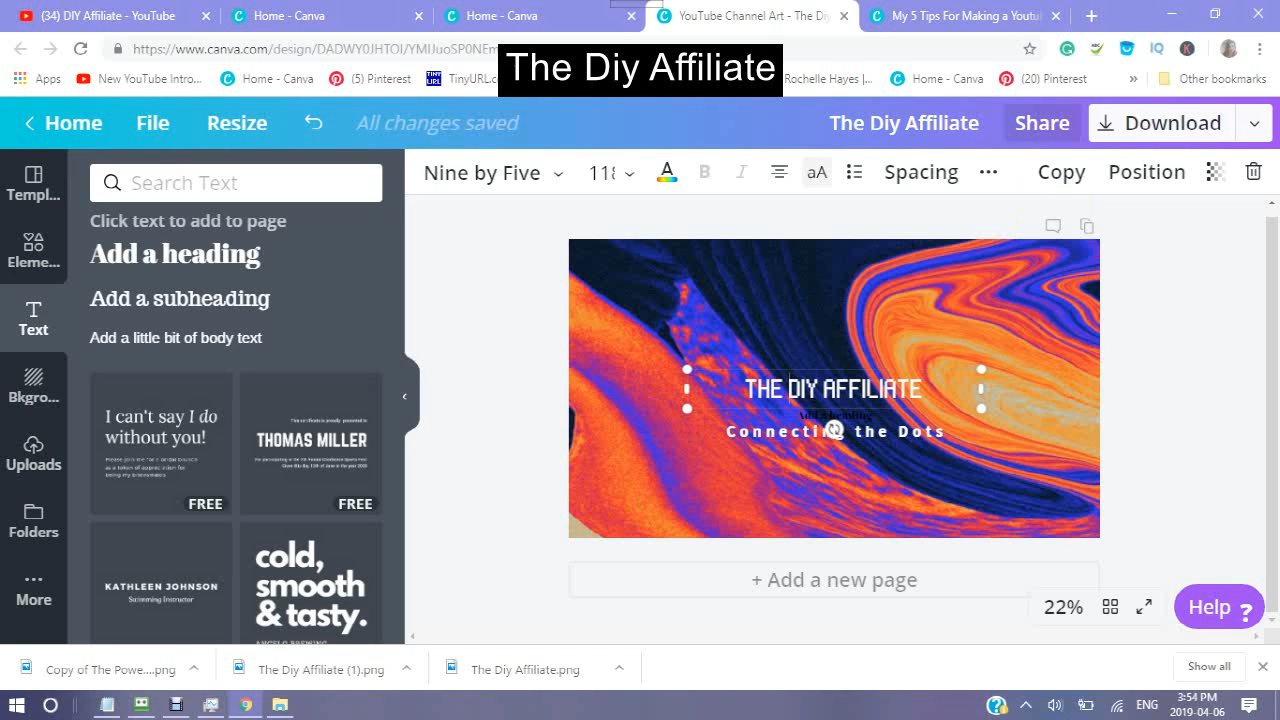 (34) DIY Affiliate - YouTube
Home - Canva
Home - Canva
YouTube Channel Art - The Di
My 5 Tips For Making a Youtu
https://www.canva.com/design/DADWY0JHTOI/YMIJuoSP0NEm
The Diy Affiliate
Apps
New YouTube Intro...
Home - Canva
(5) Pinterest
TinyURL.c
Rochelle Hayes |...
Home - Canva
(20) Pinterest
Other bookmarks
Home
File
Resize
All changes saved
The Diy Affiliate
Share
Download
Templ...
Eleme...
Text
Bkgro...
Uploads
Folders
More
Search Text
Click text to add to page
Add a heading
Add a subheading
Add a little bit of body text
I can't say I do
without you!
FREE
THOMAS MILLER
FREE
KATHLEEN JOHNSON
Swimming Instructor
cold,
smooth
& tasty.
Nine by Five
118
A
B
I
aA
Spacing
Copy
Position
THE DIY AFFILIATE
Connecting the Dots
+ Add a new page
22%
Help ?
Copy of The Powe....png
The Diy Affiliate (1).png
The Diy Affiliate.png
Show all
ENG
3:54 PM
2019-04-06